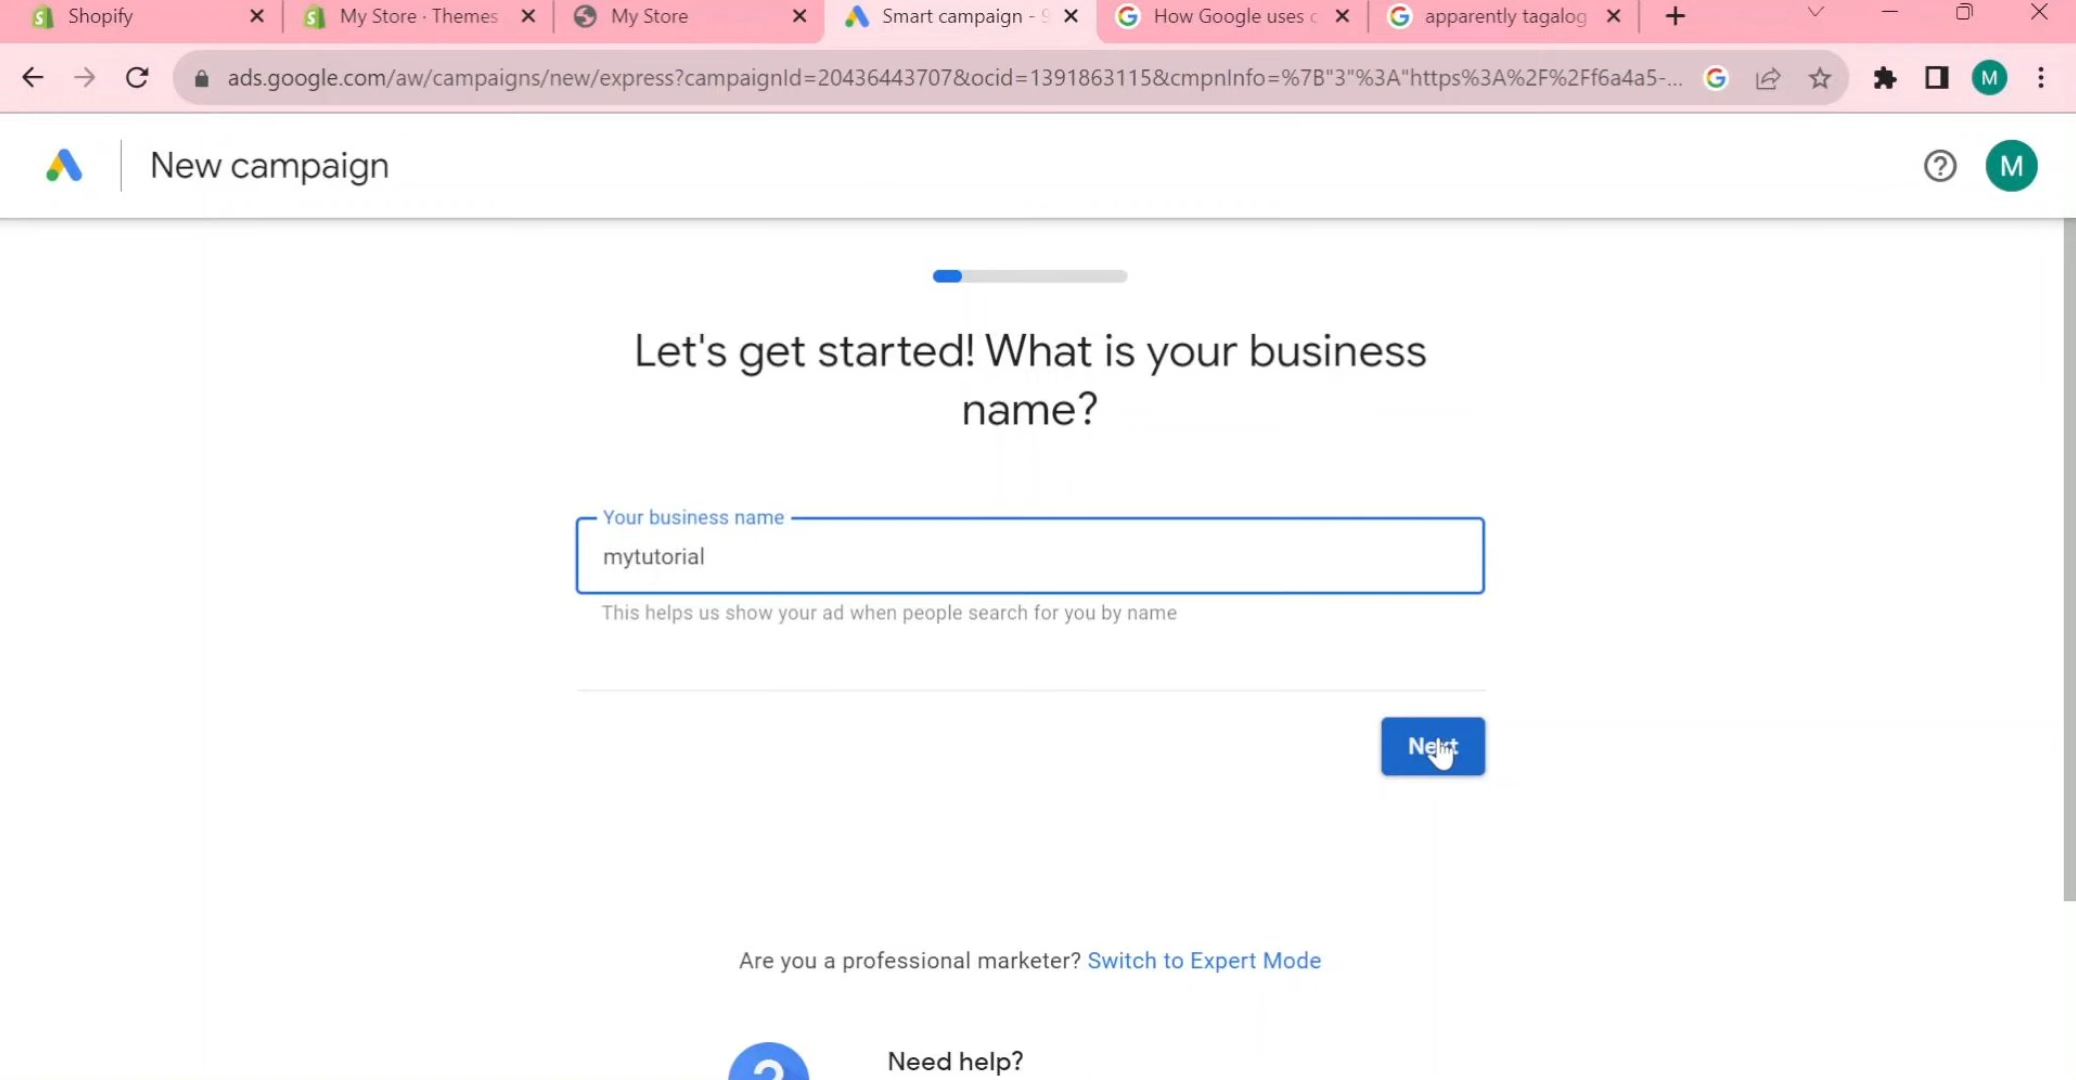 Shopify
My Store · Themes
My Store
Smart campaign - 9
How Google uses c
apparently tagalog
ads.google.com/aw/campaigns/new/express?campaignId=20436443707&ocid=1391863115&cmpnInfo=%7B"3"%3A"https%3A%2F%2Ff6a4a5-...
M
New campaign
M
Let's get started! What is your business
name?
Your business name
mytutorial
This helps us show your ad when people search for you by name
Next
Are you a professional marketer? Switch to Expert Mode
Need help?